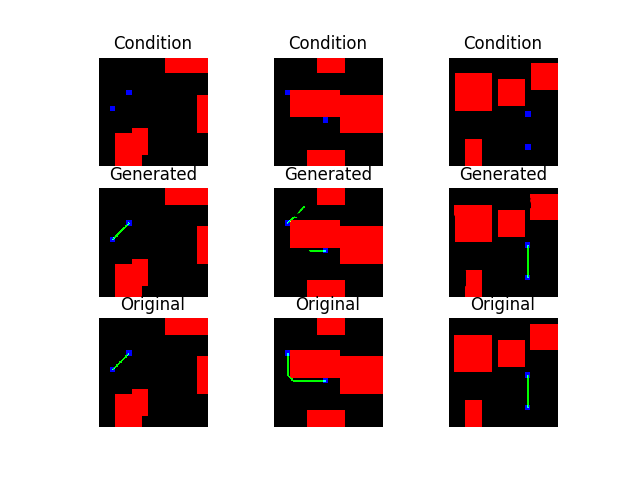 Condition
Condition
Condition
Generated
Generated
Generated
Original
Original
Original